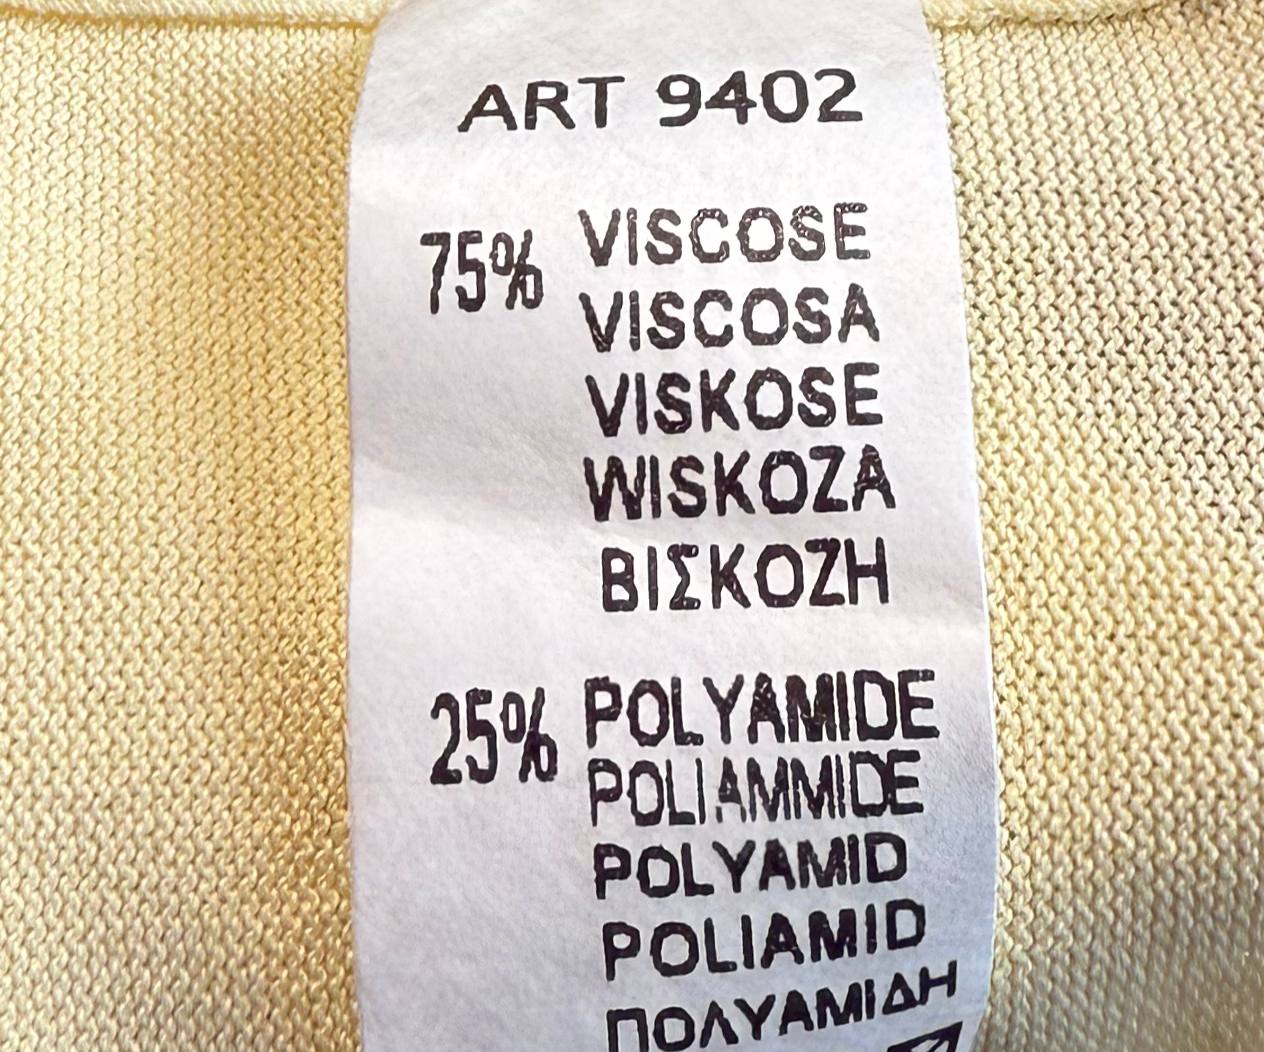 ART 9402
75% VISCOSE
VISCOSA
VISKOSE
WISKOZA
ΒΙΣΚΟΖΗ
25% POLYAMIDE
POLIAMMIDE
POLYAMID
POLIAMID
ΠΟΛΥΑΜΙΔΗ